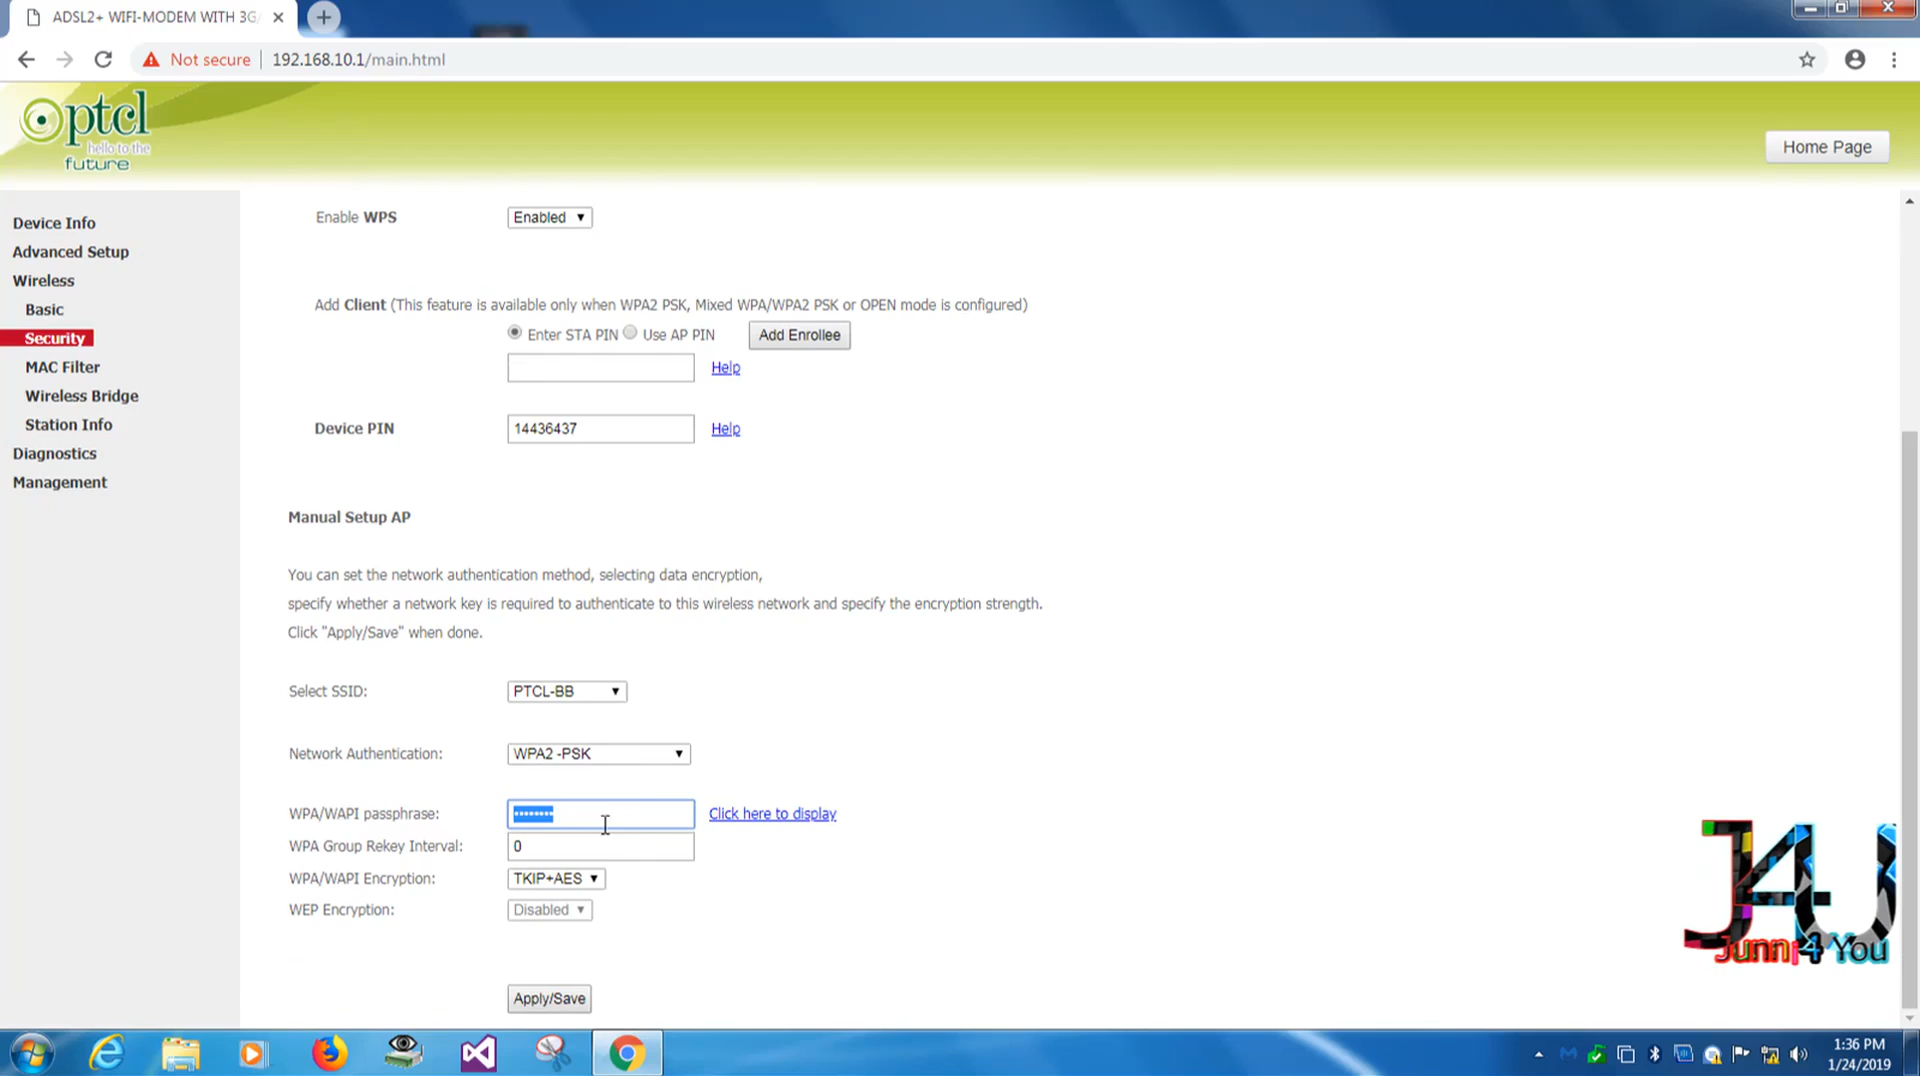 ADSL2+ WIFI-MODEM WITH 3G/
Not secure 192.168.10.1/main.html
ptcl
hello to the
future
Home Page
Device Info
Advanced Setup
Wireless
Basic
Security
MAC Filter
Wireless Bridge
Station Info
Diagnostics
Management
Enable WPS Enabled
Add Client (This feature is available only when WPA2 PSK, Mixed WPA/WPA2 PSK or OPEN mode is configured)
Enter STA PIN Use AP PIN Add Enrollee
Help
Device PIN 14436437 Help
Manual Setup AP
You can set the network authentication method, selecting data encryption,
specify whether a network key is required to authenticate to this wireless network and specify the encryption strength.
Click "Apply/Save" when done.
Select SSID: PTCL-BB
Network Authentication: WPA2 -PSK
WPA/WAPI passphrase: •••••••• Click here to display
WPA Group Rekey Interval: 0
WPA/WAPI Encryption: TKIP+AES
WEP Encryption: Disabled
Apply/Save
J4U
Junni4 You
1:36 PM
1/24/2019